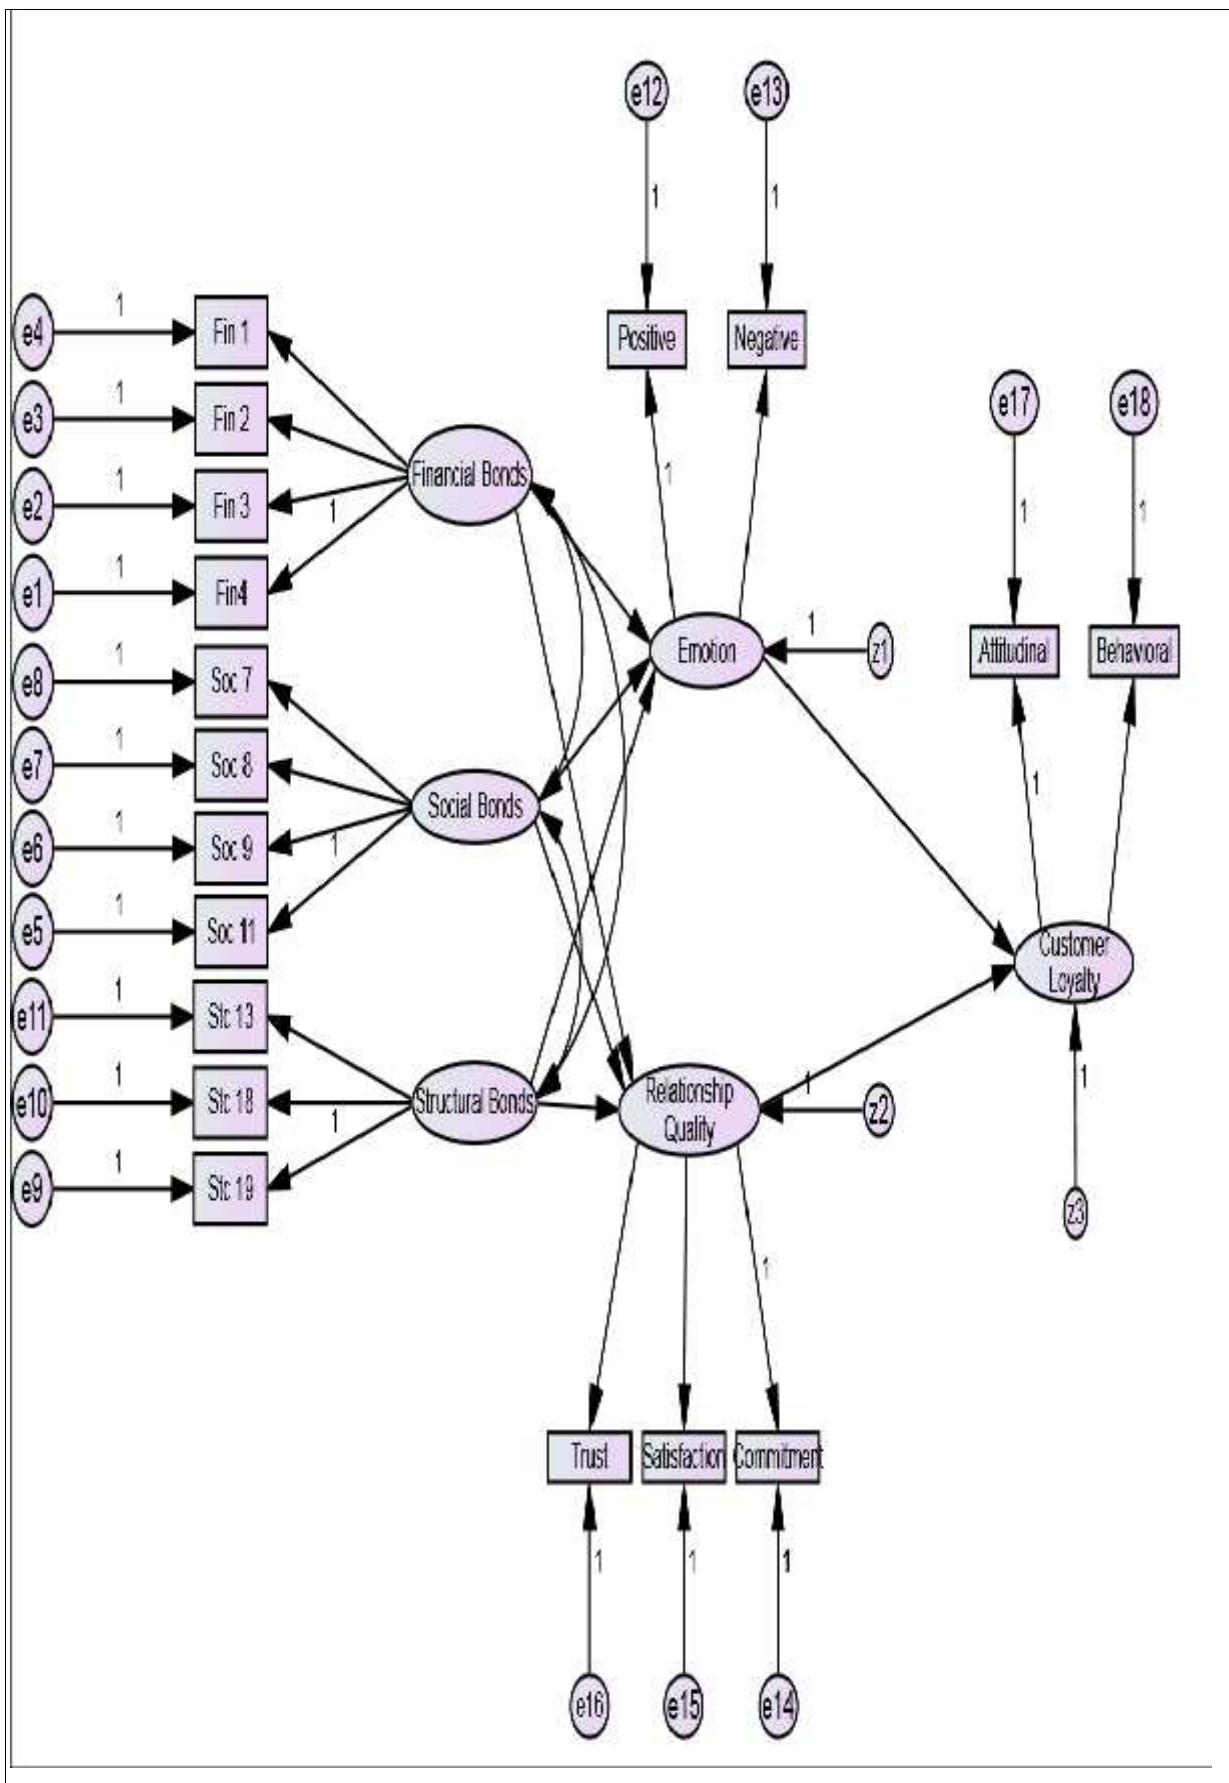 e12
e13
1
1
Positive
Negative
1
e4
1
Fin 1
e3
1
Fin 2
e2
1
Fin 3
e1
1
Fin4
1
Financial Bonds
e17
e18
1
1
Attitudinal
Behavioral
1
Emotion
1
z1
e8
1
Soc 7
e7
1
Soc 8
e6
1
Soc 9
e5
1
Soc 11
1
Social Bonds
Customer
Loyalty
1
z3
e11
1
Stc 13
e10
1
Stc 18
e9
1
Stc 19
1
Structural Bonds
Relationship
Quality
1
z2
1
Trust
Satisfaction
Commitment
1
1
1
e16
e15
e14